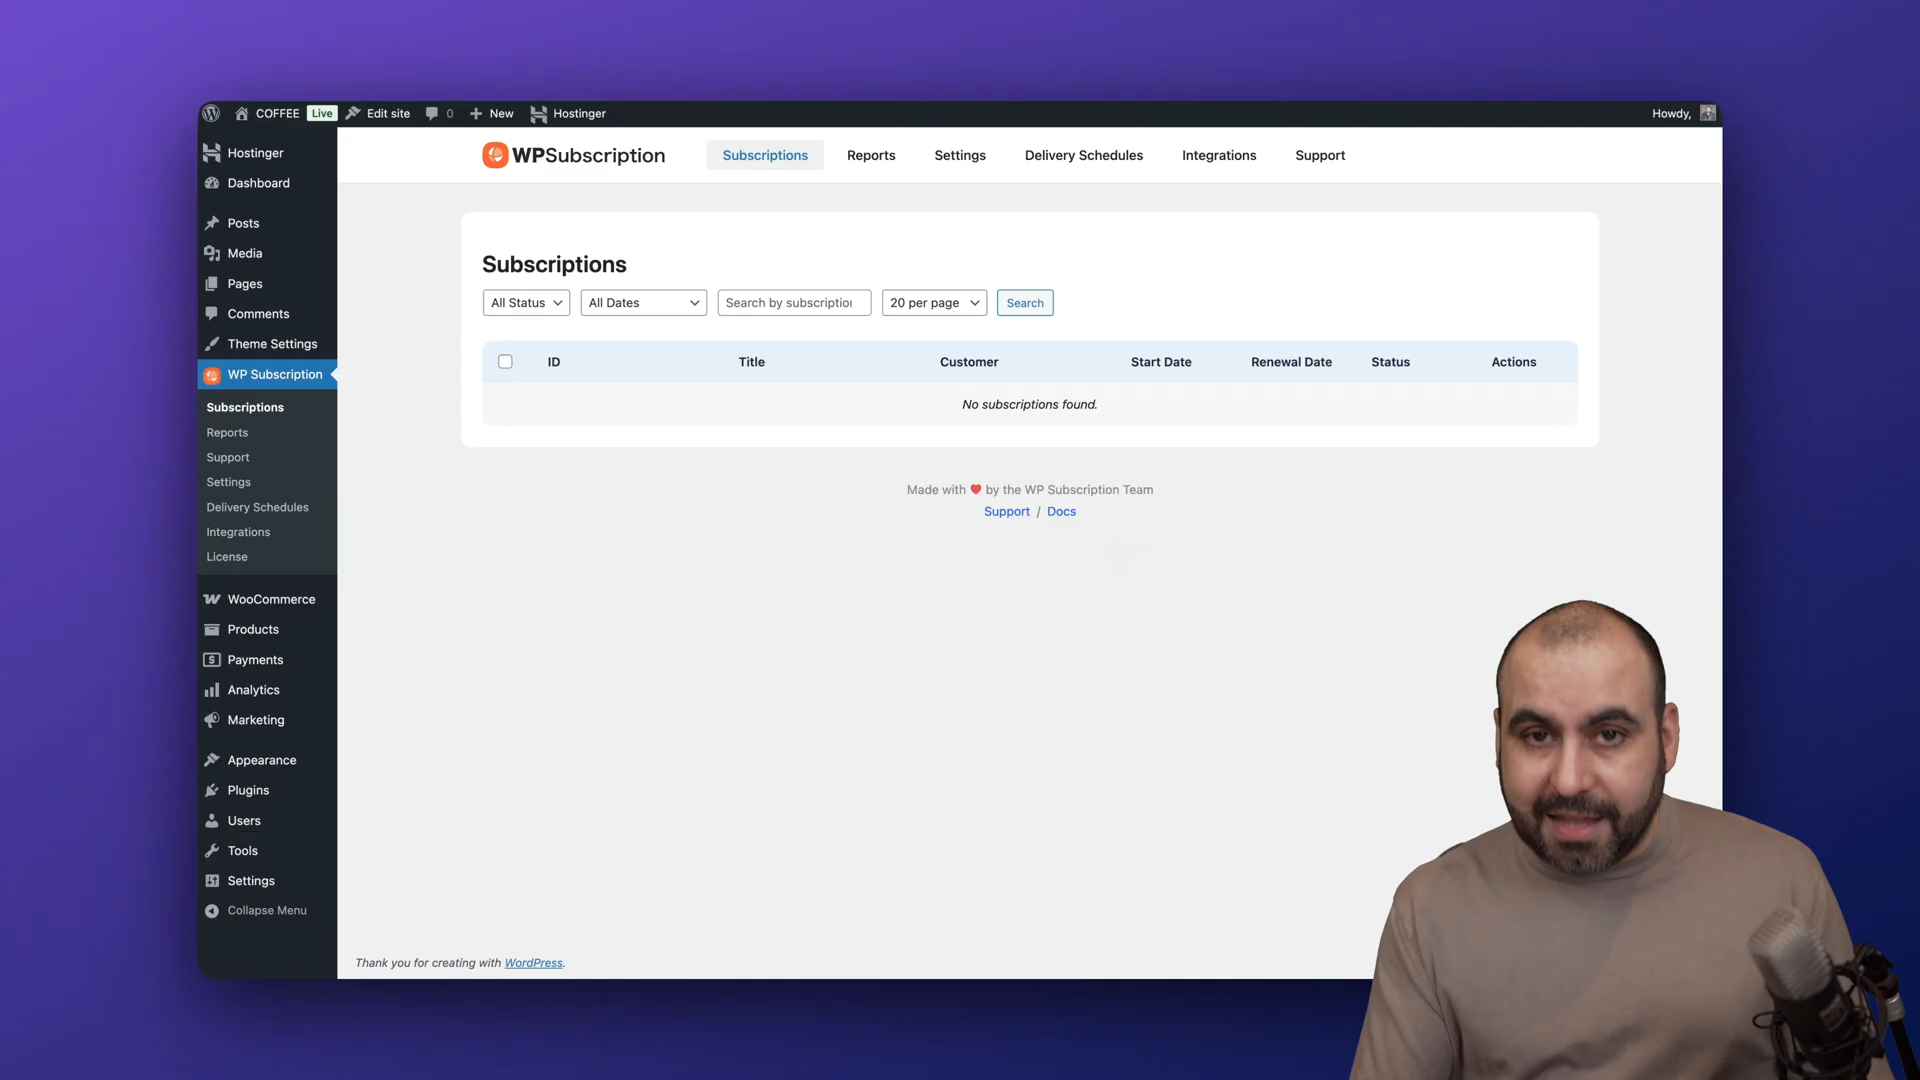 COFFEE Live Edit site 0 New Hostinger Howdy,
Hostinger
Dashboard
Posts
Media
Pages
Comments
Theme Settings
WP Subscription
Subscriptions
Reports
Support
Settings
Delivery Schedules
Integrations
License
WooCommerce
Products
Payments
Analytics
Marketing
Appearance
Plugins
Users
Tools
Settings
Collapse Menu
WPSubscription Subscriptions Reports Settings Delivery Schedules Integrations Support
Subscriptions
All Status All Dates Search by subscription 20 per page Search
ID Title Customer Start Date Renewal Date Status Actions
No subscriptions found.
Made with ❤ by the WP Subscription Team
Support / Docs
Thank you for creating with WordPress.